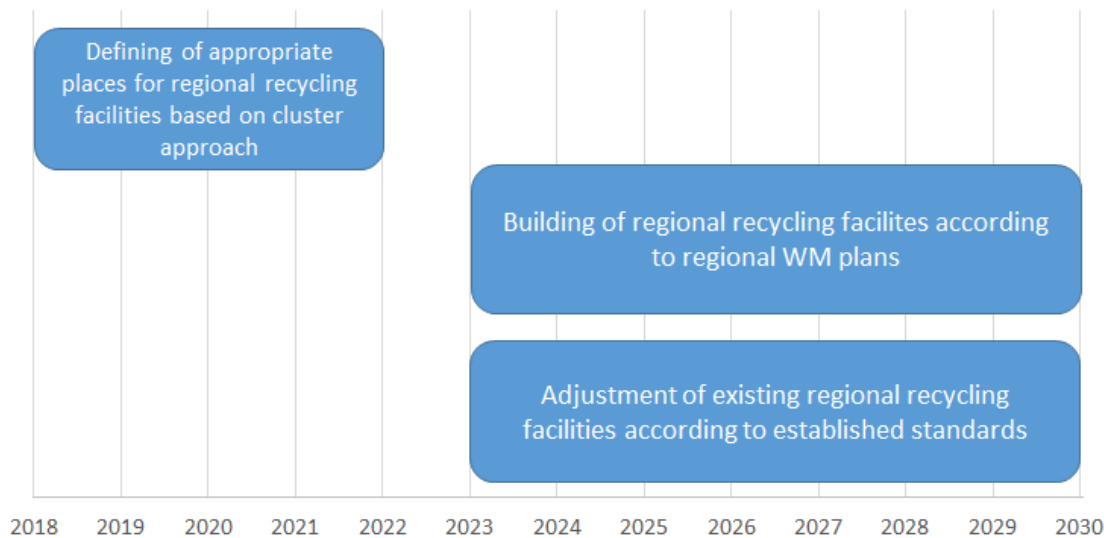 Defining of appropriate
places for regional recycling
facilities based on cluster
approach
Building of regional recycling facilites according
to regional WM plans
Adjustment of existing regional recycling
facilities according to established standards
2018 2019 2020 2021 2022 2023 2024 2025 2026 2027 2028 2029 2030